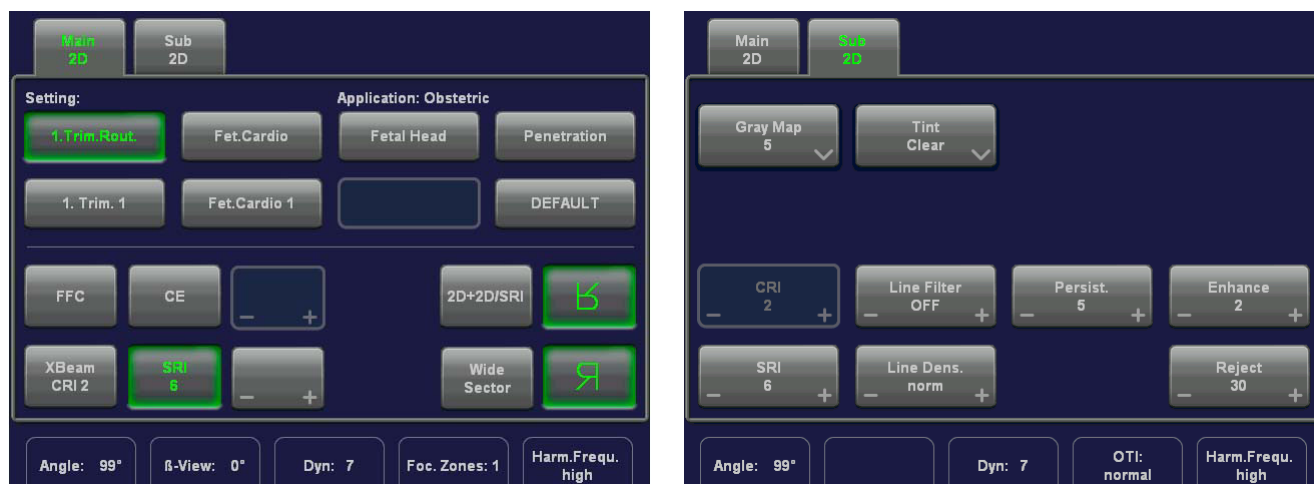 Main
2D
Sub
2D
Setting:
Application: Obstetric
1.Trim.Rout.
Fet.Cardio
Fetal Head
Penetration
1. Trim. 1
Fet.Cardio 1
DEFAULT
FFC
CE
- +
2D+2D/SRI
R
XBeam
CRI 2
SRI
6
- +
Wide
Sector
Я
Angle: 99°
ß-View: 0°
Dyn: 7
Foc. Zones: 1
Harm.Frequ.
high
Main
2D
Sub
2D
Gray Map
5
Tint
Clear
CRI
2 +
Line Filter
- OFF +
Persist.
- 5 +
Enhance
- 2 +
SRI
- 6 +
Line Dens.
- norm +
Reject
- 30 +
Angle: 99°
Dyn: 7
OTI:
normal
Harm.Frequ.
high